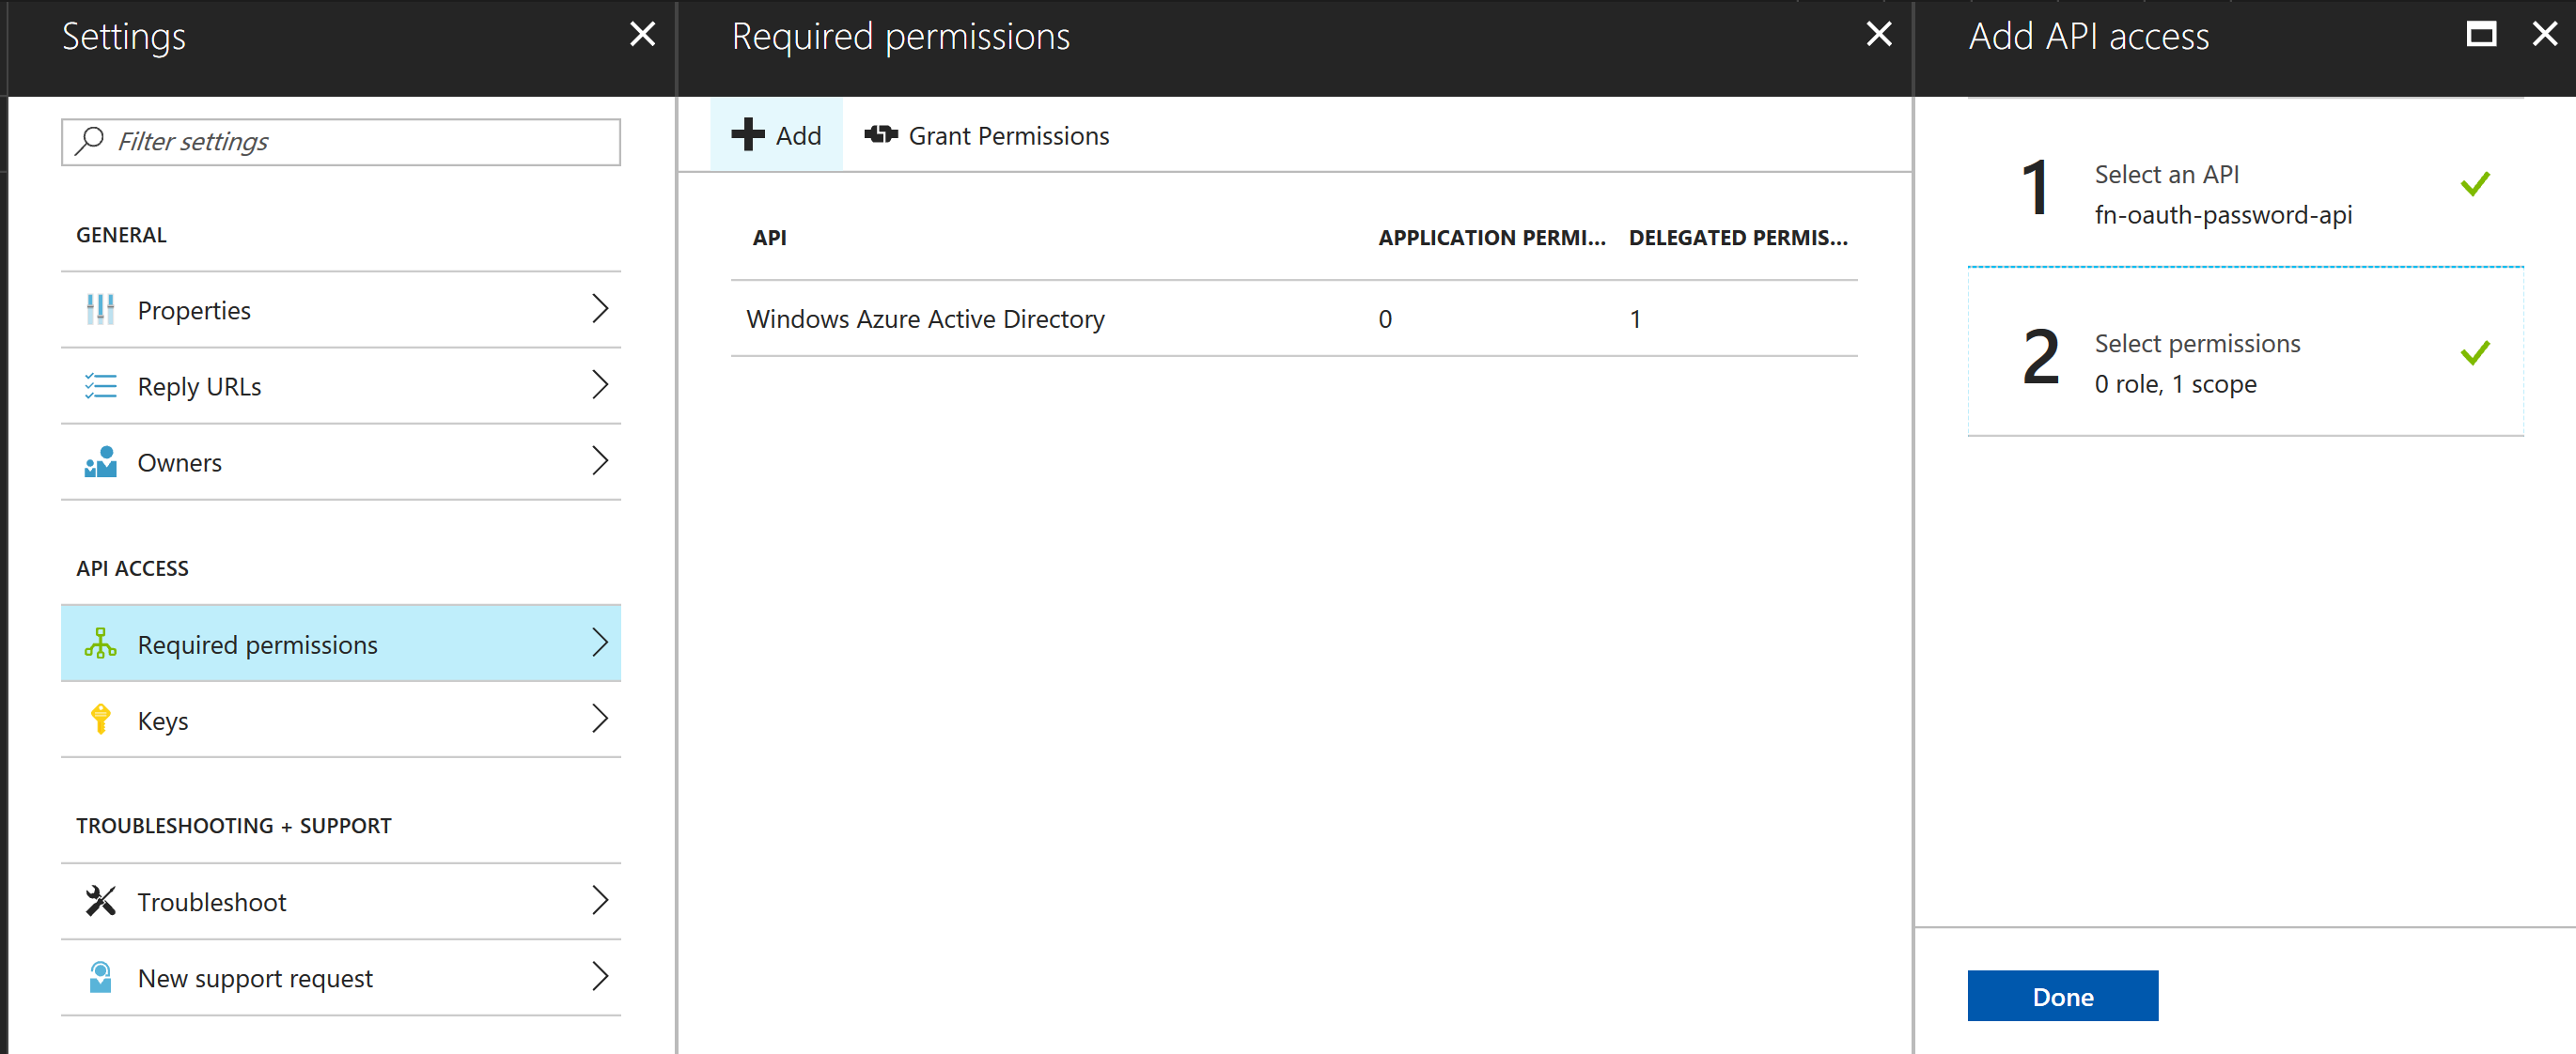 Settings
Filter settings
GENERAL
Properties
Reply URLs
Owners
API ACCESS
Required permissions
Keys
TROUBLESHOOTING + SUPPORT
Troubleshoot
New support request
Required permissions
Add
Grant Permissions
API APPLICATION PERMI... DELEGATED PERMIS...
Windows Azure Active Directory 0 1
Add API access
1
Select an API
fn-oauth-password-api
2
Select permissions
0 role, 1 scope
Done